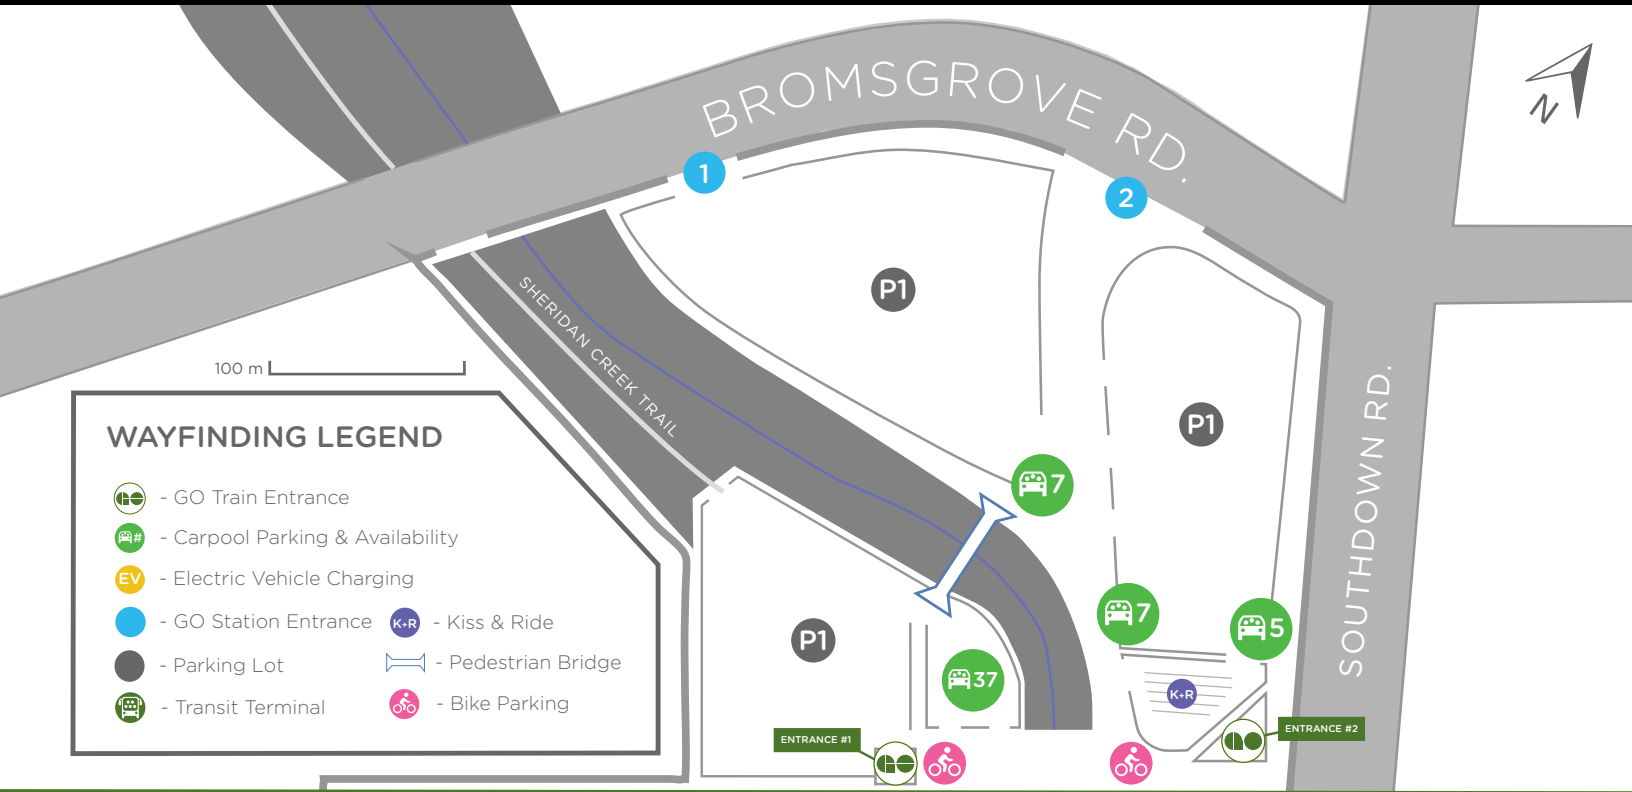 BROMSGROVE RD.
N
1
2
P1
SHERIDAN CREEK TRAIL
100 m
SOUTHDOWN RD.
P1
WAYFINDING LEGEND
- GO Train Entrance
# - Carpool Parking & Availability
EV - Electric Vehicle Charging
- GO Station Entrance
K+R - Kiss & Ride
- Parking Lot
- Pedestrian Bridge
- Transit Terminal
- Bike Parking
7
7
5
P1
37
K+R
ENTRANCE #1
GO
ENTRANCE #2
GO